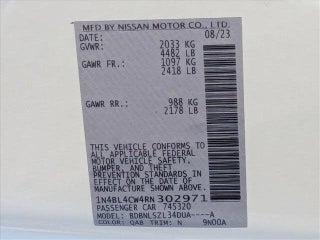 MFD BY NISSAN MOTOR CO., LTD.
DATE: 08/23
GVWR: 2033 KG
4482 LB
GAWR FR.: 1097 KG
2418 LB
GAWR RR: 988 KG
2178 LB
THIS VEHICLE CONFORMS TO
ALL APPLICABLE FEDERAL
MOTOR VEHICLE SAFETY,
BUMPER, AND THEFT
PREVENTION STANDARDS IN
EFFECT ON THE DATE OF
MANUFACTURE SHOWN ABOVE.
1N4BL4CW4RN302971
PASSENGER CAR 745320
MODEL: BDBNLSZL34DUA----A
COLOR: QAB TRIM: N 9N00A